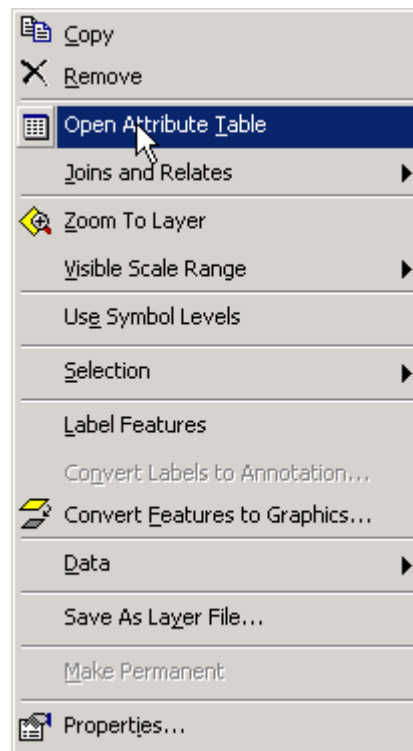 Copy
Remove
Open Attribute Table
Joins and Relates
Zoom To Layer
Visible Scale Range
Use Symbol Levels
Selection
Label Features
Convert Labels to Annotation...
Convert Features to Graphics...
Data
Save As Layer File...
Make Permanent
Properties...